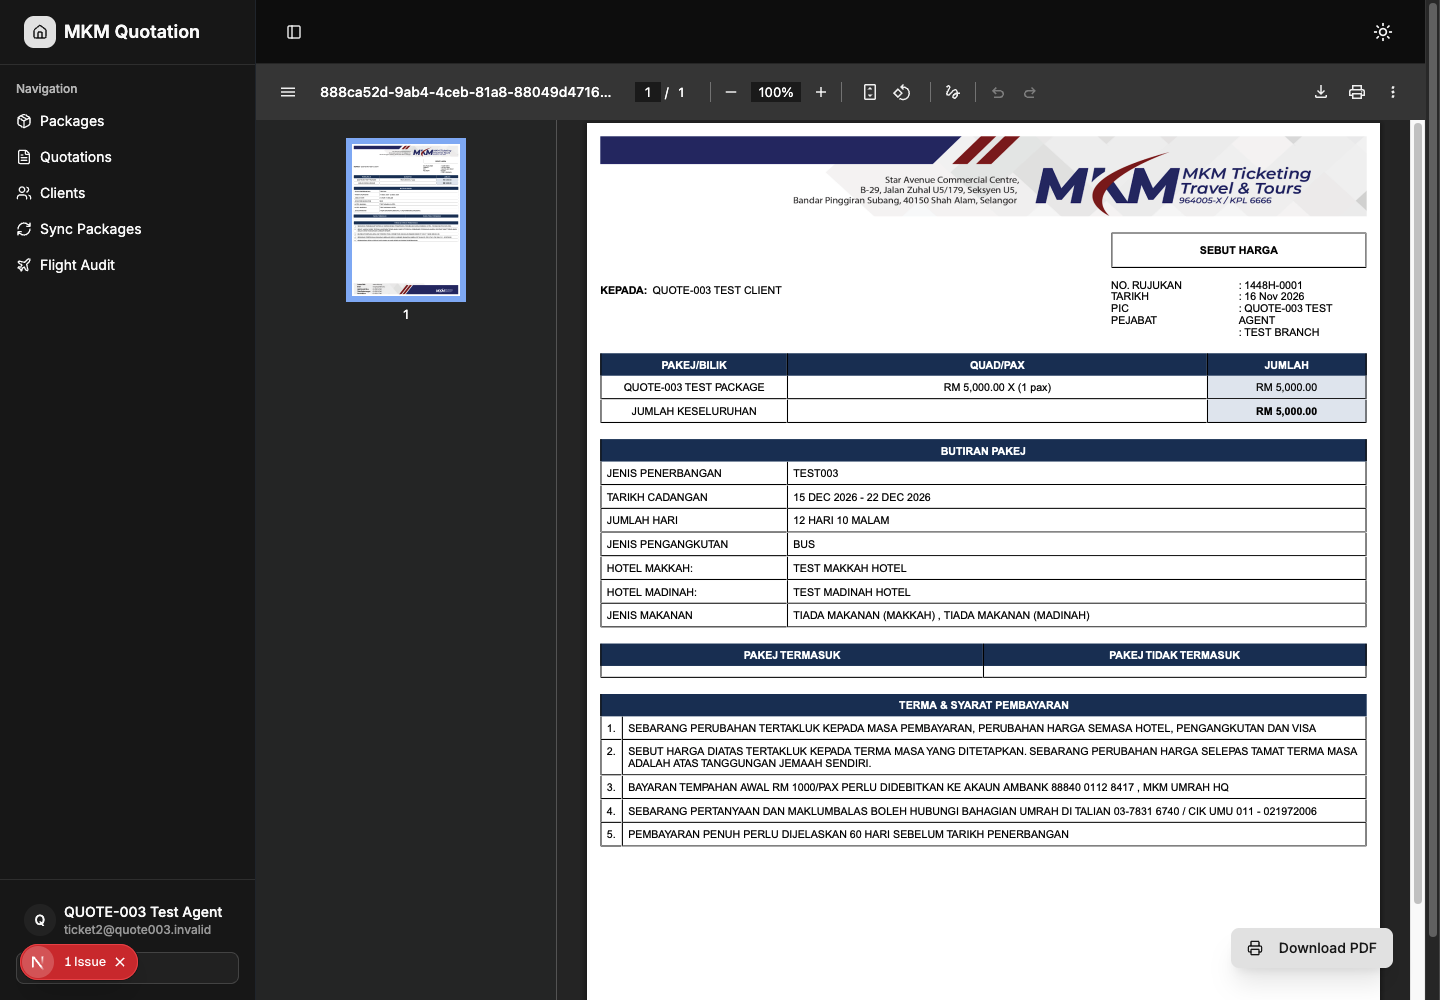 MKM Quotation
Navigation
Packages
Quotations
Clients
Sync Packages
Flight Audit
QUOTE-003 Test Agent
Q
ticket2@quote003.invalid
N
1 Issue
888ca52d-9ab4-4ceb-81a8-88049d4716...
1 / 1
100%
1
Star Avenue Commercial Centre,
B-29, Jalan Zuhal U5/179, Seksyen U5,
Bandar Pinggiran Subang, 40150 Shah Alam, Selangor
MKM
MKM Ticketing
Travel & Tours
964005-X / KPL 6666
SEBUT HARGA
KEPADA: QUOTE-003 TEST CLIENT
NO. RUJUKAN : 1448H-0001
TARIKH : 16 Nov 2026
PIC : QUOTE-003 TEST
PEJABAT AGENT
: TEST BRANCH
PAKEJ/BILIK QUAD/PAX JUMLAH
QUOTE-003 TEST PACKAGE RM 5,000.00 X (1 pax) RM 5,000.00
JUMLAH KESELURUHAN RM 5,000.00
BUTIRAN PAKEJ
JENIS PENERBANGAN TEST003
TARIKH CADANGAN 15 DEC 2026 - 22 DEC 2026
JUMLAH HARI 12 HARI 10 MALAM
JENIS PENGANGKUTAN BUS
HOTEL MAKKAH: TEST MAKKAH HOTEL
HOTEL MADINAH: TEST MADINAH HOTEL
JENIS MAKANAN TIADA MAKANAN (MAKKAH) , TIADA MAKANAN (MADINAH)
PAKEJ TERMASUK PAKEJ TIDAK TERMASUK
TERMA & SYARAT PEMBAYARAN
1. SEBARANG PERUBAHAN TERTAKLUK KEPADA MASA PEMBAYARAN, PERUBAHAN HARGA SEMASA HOTEL, PENGANGKUTAN DAN VISA
2. SEBUT HARGA DIATAS TERTAKLUK KEPADA TERMA MASA YANG DITETAPKAN. SEBARANG PERUBAHAN HARGA SELEPAS TAMAT TERMA MASA
ADALAH ATAS TANGGUNGAN JEMAAH SENDIRI.
3. BAYARAN TEMPAHAN AWAL RM 1000/PAX PERLU DIDEBITKAN KE AKAUN AMBANK 88840 0112 8417 , MKM UMRAH HQ
4. SEBARANG PERTANYAAN DAN MAKLUMBALAS BOLEH HUBUNGI BAHAGIAN UMRAH DI TALIAN 03-7831 6740 / CIK UMU 011 - 021972006
5. PEMBAYARAN PENUH PERLU DIJELASKAN 60 HARI SEBELUM TARIKH PENERBANGAN
Download PDF